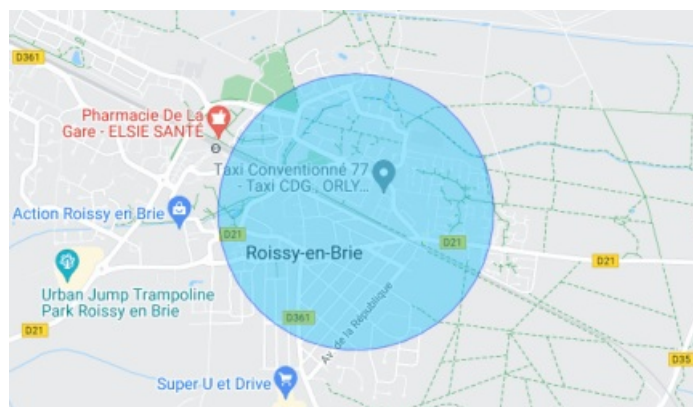 D361
Pharmacie De La
Gare - ELSIE SANTÉ
Taxi Conventionné 77
- Taxi CDG , ORLY...
Action Roissy en Brie
D21
D21
Roissy-en-Brie
D21
Urban Jump Trampoline
Park Roissy en Brie
D361
D21
Av. de la République
D35
Super U et Drive